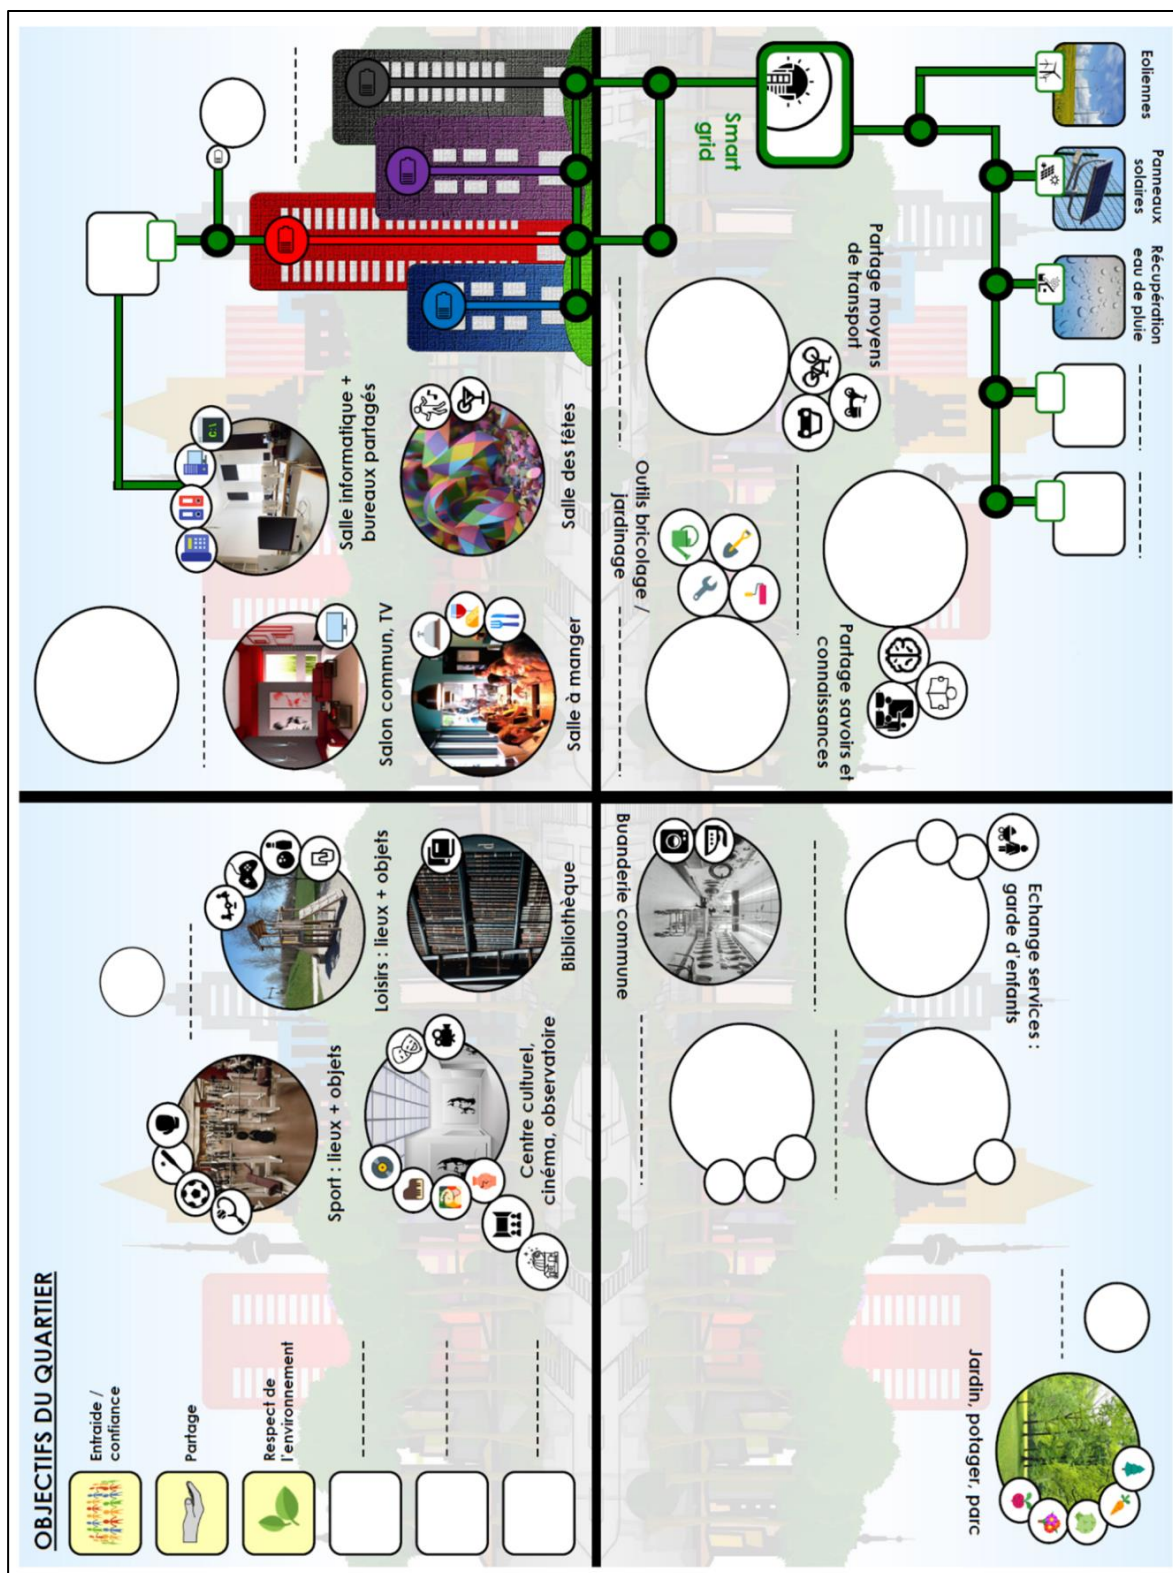 OBJECTIFS DU QUARTIER
Entraide /
confiance
Partage
Respect de
l'environnement
Sport : lieux + objets
Loisirs : lieux + objets
Centre culturel,
cinéma, observatoire
Bibliothèque
Salon commun, TV
Salle à manger
Salle informatique +
bureaux partagés
C:\
Salle des fêtes
Jardin, potager, parc
Buanderie commune
Echange services :
garde d'enfants
Outils bricolage /
jardinage
Partage savoirs et
connaissances
Partage moyens
de transport
Smart
grid
Eoliennes
Panneaux
solaires
Récupération
eau de pluie